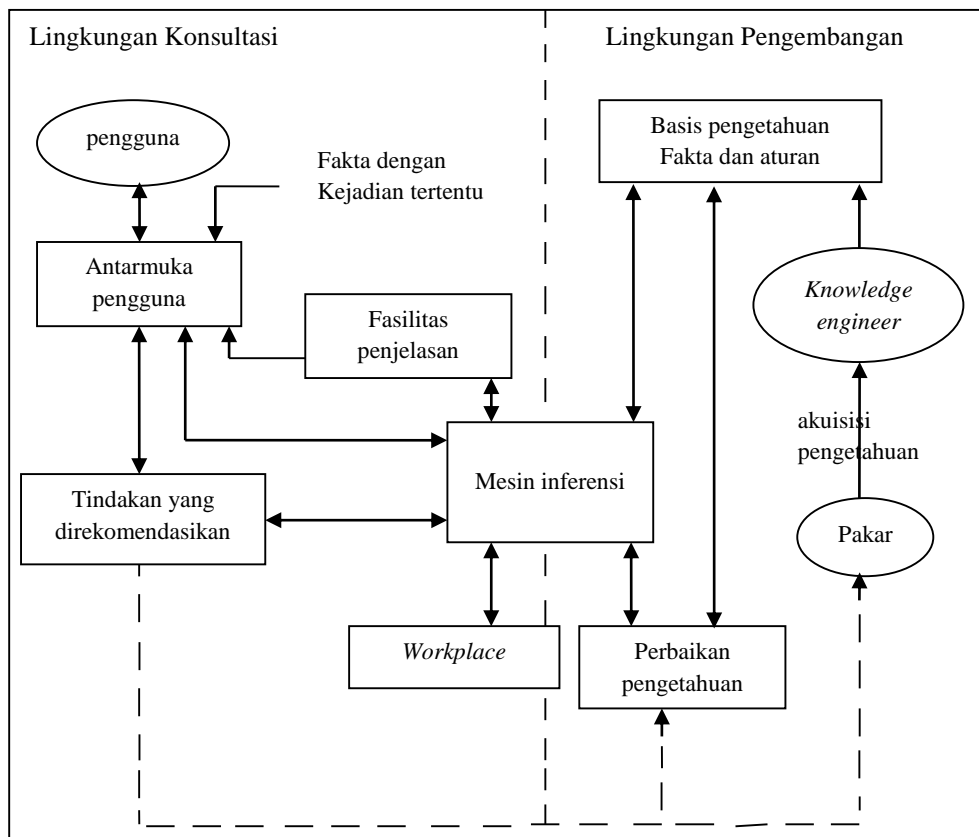 Lingkungan Konsultasi
Lingkungan Pengembangan
pengguna
Fakta dengan
Kejadian tertentu
Basis pengetahuan
Fakta dan aturan
Antarmuka
pengguna
Fasilitas
penjelasan
Knowledge
engineer
akuisisi
pengetahuan
Mesin inferensi
Tindakan yang
direkomendasikan
Pakar
Workplace
Perbaikan
pengetahuan